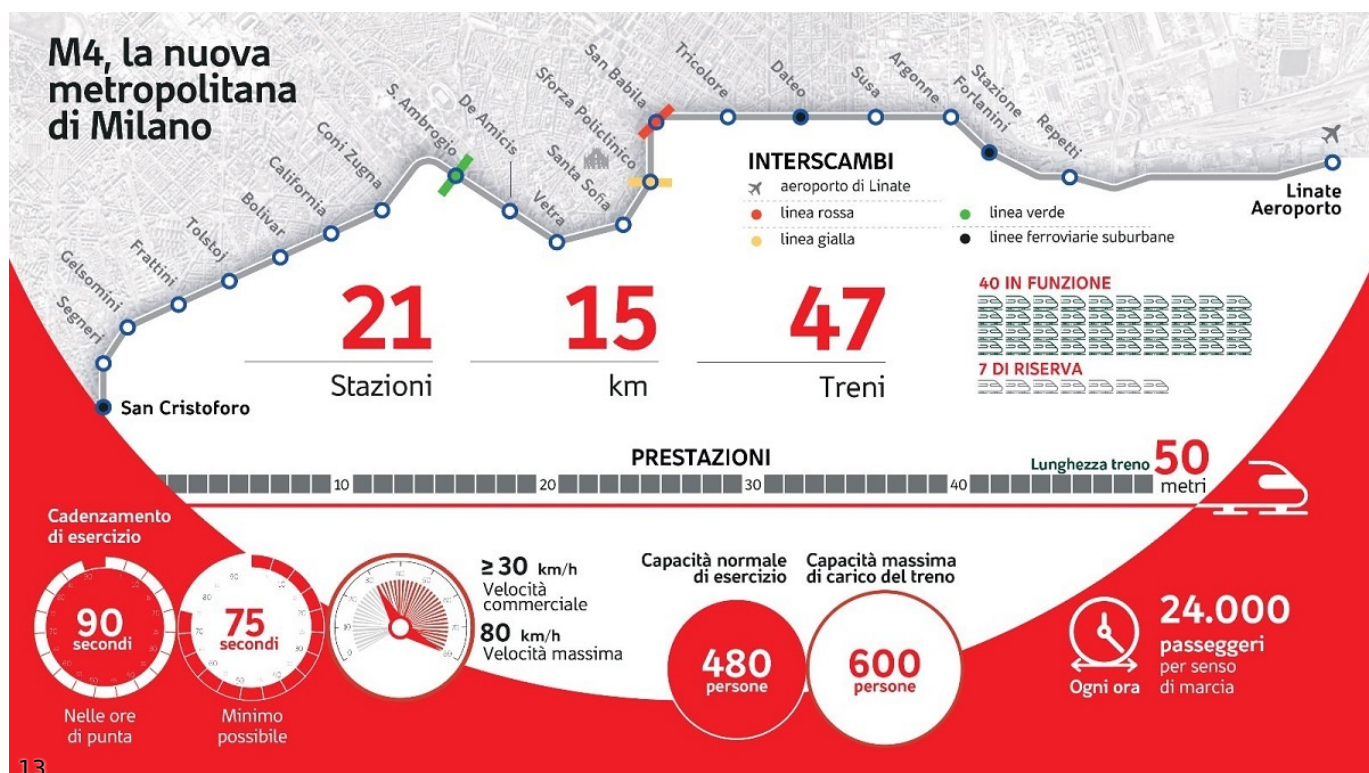 M4, la nuova
metropolitana
di Milano
San Cristoforo
Segneri
Gelsomini
Frattini
Tolstoj
Bolivar
California
Coni Zugna
S. Ambrogio
De Amicis
Vetra
Santa Sofia
Sforza Policlinico
San Babila
Tricolore
Dateo
Susa
Argonne
Stazione
Forlanini
Repetti
Linate
Aeroporto
INTERSCAMBI
aeroporto di Linate
linea rossa
linea verde
linea gialla
linee ferroviarie suburbane
21
Stazioni
15
km
47
Treni
40 IN FUNZIONE
7 DI RISERVA
PRESTAZIONI
Lunghezza treno 50
metri
10 20 30 40
Cadenzamento
di esercizio
90
secondi
Nelle ore
di punta
75
secondi
Minimo
possibile
≥ 30 km/h
Velocità
commerciale
80 km/h
Velocità massima
Capacità normale
di esercizio
480
persone
Capacità massima
di carico del treno
600
persone
Ogni ora
24.000
passeggeri
per senso
di marcia
13